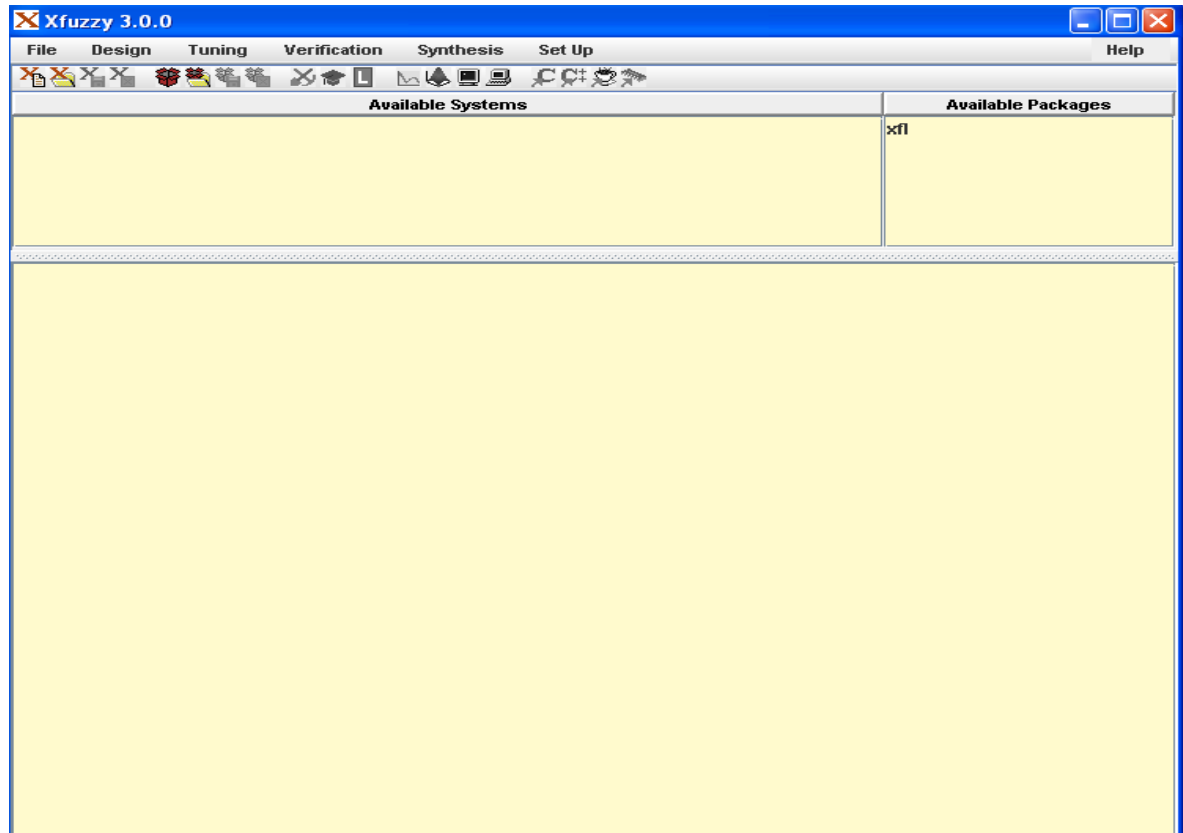 Xfuzzy 3.0.0
File Design Tuning Verification Synthesis Set Up Help
L
Available Systems Available Packages
xfl